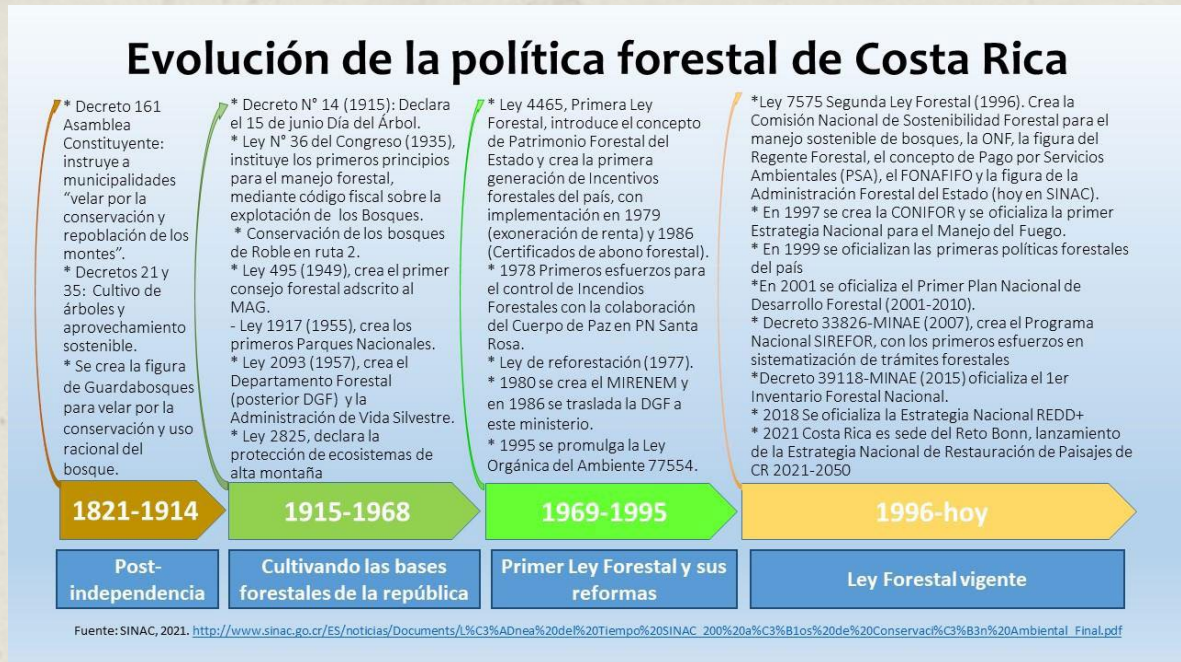 Evolución de la política forestal de Costa Rica
* Decreto 161
Asamblea
Constituyente:
instruye a
municipalidades
“velar por la
conservación y
repoblación de los
montes”.
* Decretos 21 y
35: Cultivo de
árboles y
aprovechamiento
sostenible.
* Se crea la figura
de Guardabosques
para velar por la
conservación y uso
racional del
bosque.
* Decreto N° 14 (1915): Declara
el 15 de junio Día del Árbol.
* Ley N° 36 del Congreso (1935),
instituye los primeros principios
para el manejo forestal,
mediante código fiscal sobre la
explotación de los Bosques.
* Conservación de los bosques
de Roble en ruta 2.
* Ley 495 (1949), crea el primer
consejo forestal adscrito al
MAG.
- Ley 1917 (1955), crea los
primeros Parques Nacionales.
* Ley 2093 (1957), crea el
Departamento Forestal
(posterior DGF) y la
Administración de Vida Silvestre.
* Ley 2825, declara la
protección de ecosistemas de
alta montaña
* Ley 4465, Primera Ley
Forestal, introduce el concepto
de Patrimonio Forestal del
Estado y crea la primera
generación de Incentivos
forestales del país, con
implementación en 1979
(exoneración de renta) y 1986
(Certificados de abono forestal).
* 1978 Primeros esfuerzos para
el control de Incendios
Forestales con la colaboración
del Cuerpo de Paz en PN Santa
Rosa.
* Ley de reforestación (1977).
* 1980 se crea el MIRENEM y
en 1986 se traslada la DGF a
este ministerio.
* 1995 se promulga la Ley
Orgánica del Ambiente 77554.
*Ley 7575 Segunda Ley Forestal (1996). Crea la
Comisión Nacional de Sostenibilidad Forestal para el
manejo sostenible de bosques, la ONF, la figura del
Regente Forestal, el concepto de Pago por Servicios
Ambientales (PSA), el FONAFIFO y la figura de la
Administración Forestal del Estado (hoy en SINAC).
* En 1997 se crea la CONIFOR y se oficializa la primer
Estrategia Nacional para el Manejo del Fuego.
* En 1999 se oficializan las primeras políticas forestales
del país
*En 2001 se oficializa el Primer Plan Nacional de
Desarrollo Forestal (2001-2010).
* Decreto 33826-MINAE (2007), crea el Programa
Nacional SIREFOR, con los primeros esfuerzos en
sistematización de trámites forestales
*Decreto 39118-MINAE (2015) oficializa el 1er
Inventario Forestal Nacional.
* 2018 Se oficializa la Estrategia Nacional REDD+
* 2021 Costa Rica es sede del Reto Bonn, lanzamiento
de la Estrategia Nacional de Restauración de Paisajes de
CR 2021-2050
1821-1914
1915-1968
1969-1995
1996-hoy
Post-
independencia
Cultivando las bases
forestales de la república
Primer Ley Forestal y sus
reformas
Ley Forestal vigente
Fuente: SINAC, 2021. http://www.sinac.go.cr/ES/noticias/Documents/L%C3%ADnea%20del%20Tiempo%20SINAC_200%20a%C3%B1os%20de%20Conservaci%C3%B3n%20Ambiental_Final.pdf